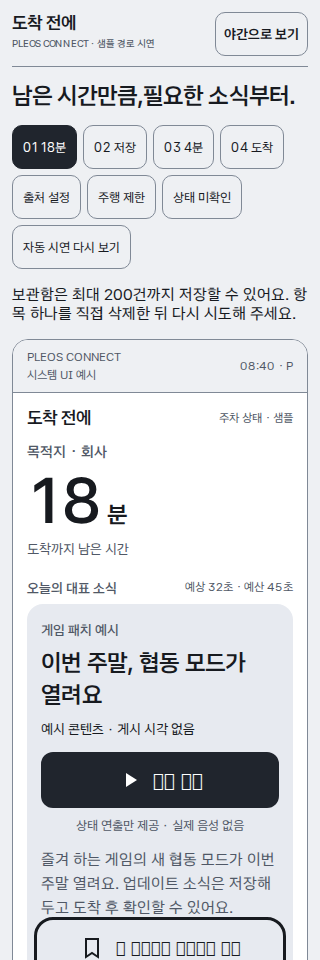 도착 전에
PLEOS CONNECT · 샘플 경로 시연
야간으로 보기
남은 시간만큼,필요한 소식부터.
01 18분
02 저장
03 4분
04 도착
출처 설정
주행 제한
상태 미확인
자동 시연 다시 보기
보관함은 최대 200건까지 저장할 수 있어요. 항
목 하나를 직접 삭제한 뒤 다시 시도해 주세요.
PLEOS CONNECT
시스템 UI 예시
08:40 · P
도착 전에
주차 상태 · 샘플
목적지 · 회사
18 분
도착까지 남은 시간
오늘의 대표 소식
예상 32초 · 예산 45초
게임 패치 예시
이번 주말, 협동 모드가
열려요
예시 콘텐츠 · 게시 시각 없음
상태 연출만 제공 · 실제 음성 없음
즐겨 하는 게임의 새 협동 모드가 이번
주말 열려요. 업데이트 소식은 저장해
두고 도착 후 확인할 수 있어요.